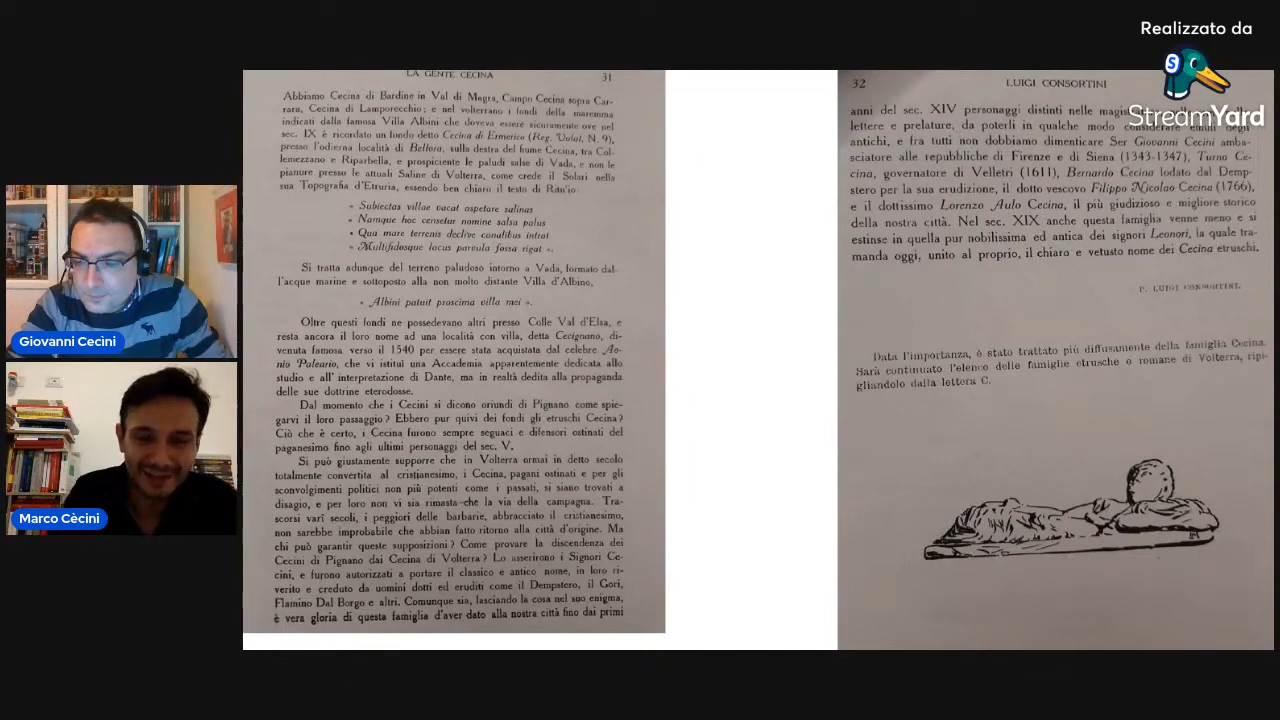 Realizzato da
StreamYard
Giovanni Cecini
Marco Cècini
LA GENTE CECINA 31
Abbiamo Cecina di Bardine in Val di Magra, Campo Cecina sopra Car-
rara, Cecina di Lamporecchio; e nel volterrano i fondi della maremma
indicati dalla famosa Villa Albini che doveva essere sicuramente ove nel
sec. IX è ricordato un fondo detto Cecina di Ermerico (Reg. Volat. N. 9),
presso l'odierna località di Bellora, sulla destra del fiume Cecina, tra Col-
lemezzano e Riparbella, e prospiciente le paludi salse di Vada, e non le
pianure presso le attuali Saline di Volterra, come crede il Solari nella
sua Topografia d'Etruria, essendo ben chiaro il testo di Rutilio
« Subiectas villae vacat aspetare salinas
« Namque hoc censetur nomine salsa palus
« Qua mare terrenis declive canalibus intrat
« Multifidosque lacus parvula fossa rigat ».
Si tratta adunque del terreno paludoso intorno a Vada, formato dal-
l'acque marine e sottoposto alla non molto distante Villa d'Albino,
« Albini patuit proscima villa mei ».
Oltre questi fondi ne possedevano altri presso Colle Val d'Elsa, e
resta ancora il loro nome ad una località con villa, detta Cecignano, di-
venuta famosa verso il 1540 per essere stata acquistata dal celebre Ao-
nio Paleario, che vi istituì una Accademia apparentemente dedicata allo
studio e all' interpretazione di Dante, ma in realtà dedita alla propaganda
delle sue dottrine eterodosse.
Dal momento che i Cecini si dicono oriundi di Pignano come spie-
garvi il loro passaggio? Ebbero pur quivi dei fondi gli etruschi Cecina?
Ciò che è certo, i Cecina furono sempre seguaci e difensori ostinati del
paganesimo fino agli ultimi personaggi del sec. V.
Si può giustamente supporre che in Volterra ormai in detto secolo
totalmente convertita al cristianesimo, i Cecina, pagani ostinati e per gli
sconvolgimenti politici non più potenti come i passati, si siano trovati a
disagio, e per loro non vi sia rimasta che la via della campagna. Tra-
scorsi varî secoli, i peggiori delle barbarie, abbracciato il cristianesimo,
non sarebbe improbabile che abbian fatto ritorno alla città d'origine. Ma
chi può garantir queste supposizioni? Come provare la discendenza dei
Cecini di Pignano dai Cecina di Volterra? Lo asserirono i Signori Ce-
cini, e furono autorizzati a portare il classico e antico nome, in loro ri-
verito e creduto da uomini dotti ed eruditi come il Dempstero, il Gori,
Flamino Dal Borgo e altri. Comunque sia, lasciando la cosa nel suo enigma,
è vera gloria di questa famiglia d'aver dato alla nostra città fino dai primi
32 LUIGI CONSORTINI
anni del sec. XIV personaggi distinti nelle
lettere e prelature, da poterli in qualche modo considerare emuli degli
antichi, e fra tutti non dobbiamo dimenticare Ser Giovanni Cecini amba-
sciatore alle repubbliche di Firenze e di Siena (1343-1347), Turno Ce-
cina, governatore di Velletri (1611), Bernardo Cecina lodato dal Demp-
stero per la sua erudizione, il dotto vescovo Filippo Nicolao Cecina (1766),
e il dottissimo Lorenzo Aulo Cecina, il più giudizioso e migliore storico
della nostra città. Nel sec. XIX anche questa famiglia venne meno e si
estinse in quella pur nobilissima ed antica dei signori Leonori, la quale tra-
manda oggi, unito al proprio, il chiaro e vetusto nome dei Cecina etruschi.
P. LUIGI CONSORTINI.
Data l'importanza, è stato trattato più diffusamente della famiglia Cecina.
Sarà continuato l'elenco delle famiglie etrusche o romane di Volterra, ripi-
gliandolo dalla lettera C.